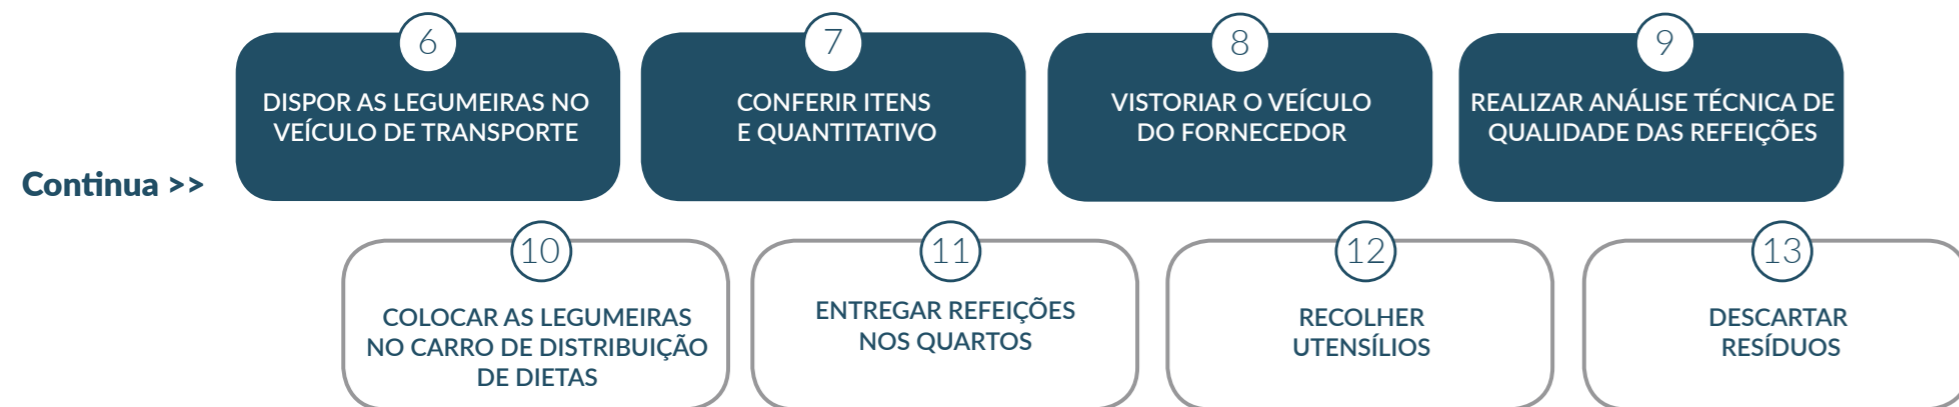 Continua >>
6
DISPOR AS LEGUMEIRAS NO
VEÍCULO DE TRANSPORTE
7
CONFERIR ITENS
E QUANTITATIVO
8
VISTORIAR O VEÍCULO
DO FORNECEDOR
9
REALIZAR ANÁLISE TÉCNICA DE
QUALIDADE DAS REFEIÇÕES
10
COLOCAR AS LEGUMEIRAS
NO CARRO DE DISTRIBUIÇÃO
DE DIETAS
11
ENTREGAR REFEIÇÕES
NOS QUARTOS
12
RECOLHER
UTENSÍLIOS
13
DESCARTAR
RESÍDUOS